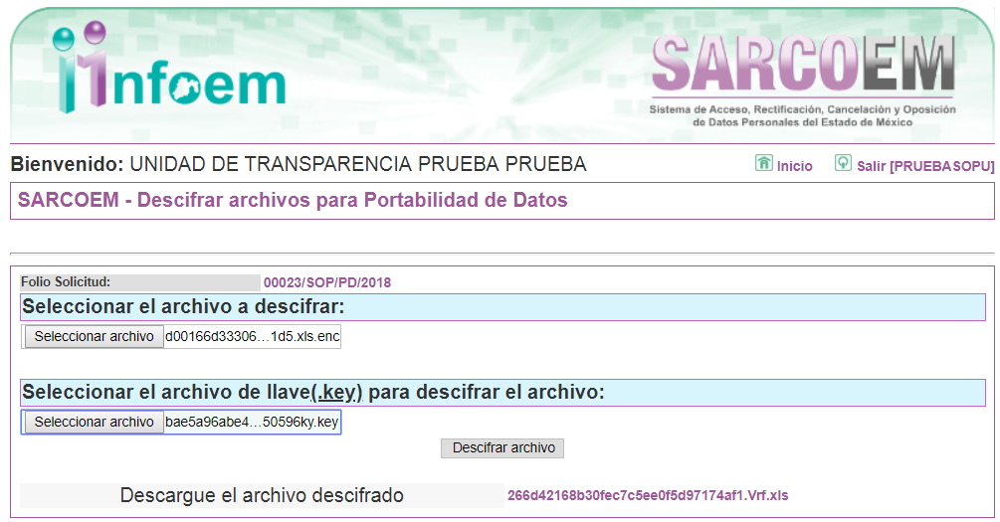 infoem
SARCOEM
Sistema de Acceso, Rectificación, Cancelación y Oposición
de Datos Personales del Estado de México
Bienvenido: UNIDAD DE TRANSPARENCIA PRUEBA PRUEBA
Inicio
Salir [PRUEBASOPU]
SARCOEM - Descifrar archivos para Portabilidad de Datos
Folio Solicitud: 00023/SOP/PD/2018
Seleccionar el archivo a descifrar:
Seleccionar archivo d00166d33306...1d5.xls.enc
Seleccionar el archivo de llave(.key) para descifrar el archivo:
Seleccionar archivo bae5a96abe4...50596ky.key
Descifrar archivo
Descargue el archivo descifrado 266d42168b30fec7c5ee0f5d97174af1.Vrf.xls